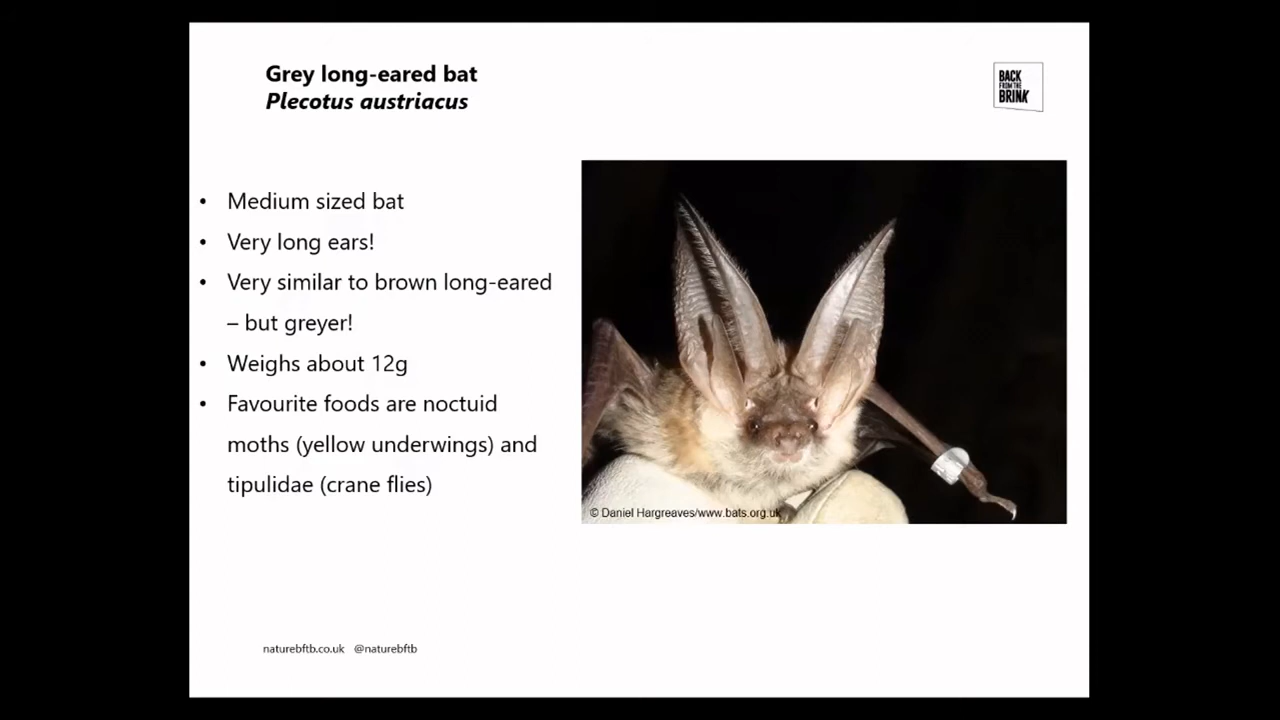 Grey long-eared bat
Plecotus austriacus
BACK
FROM THE
BRINK
• Medium sized bat
• Very long ears!
• Very similar to brown long-eared
– but greyer!
• Weighs about 12g
• Favourite foods are noctuid
moths (yellow underwings) and
tipulidae (crane flies)
© Daniel Hargreaves/www.bats.org.uk
naturebftb.co.uk @naturebftb